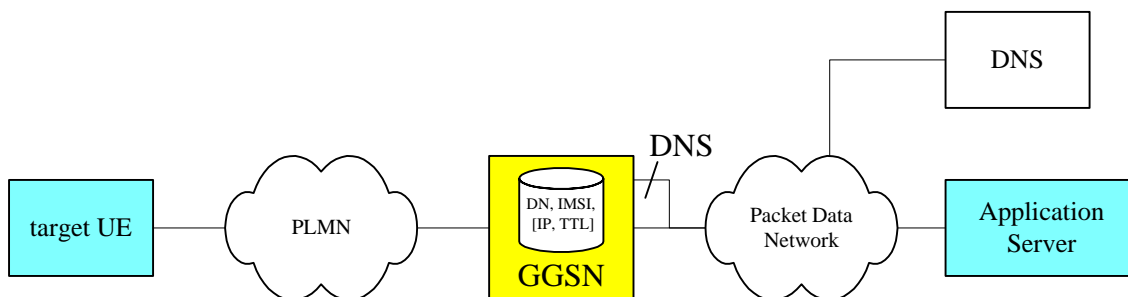 DNS
DNS
target UE
PLMN
DN, IMSI,
[IP, TTL]
GGSN
Packet Data
Network
Application
Server